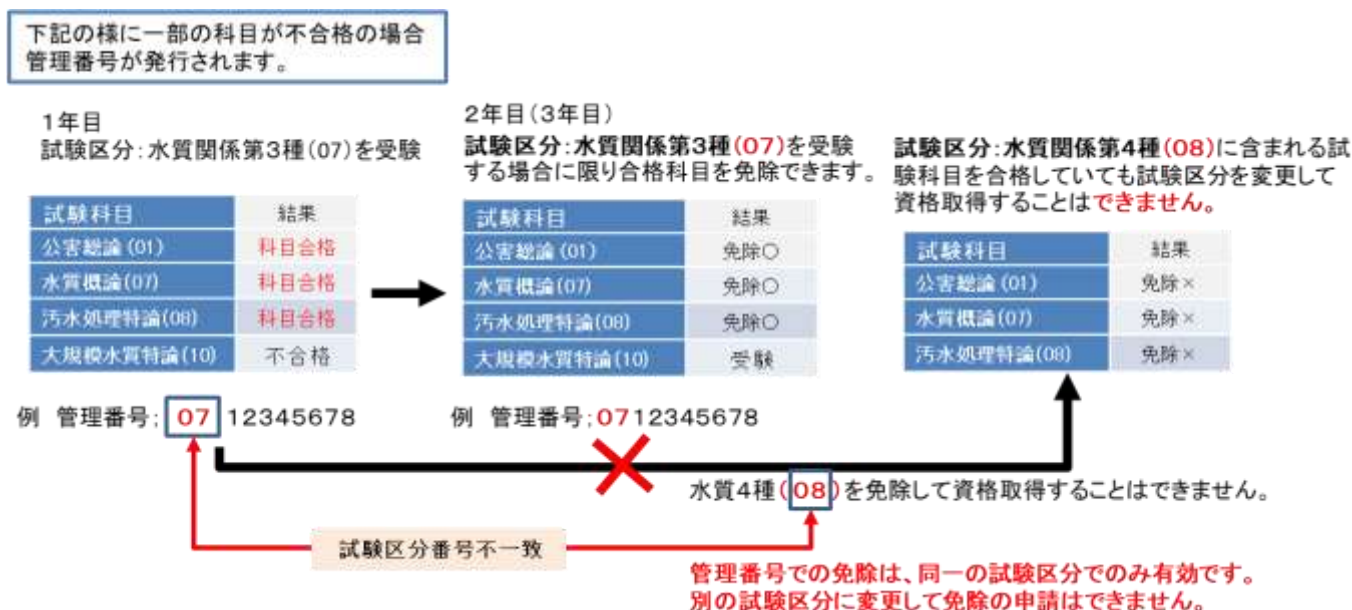 下記の様に一部の科目が不合格の場合
管理番号が発行されます。
1年目
試験区分:水質関係第3種(07)を受験
試験科目 結果
公害総論(01) 科目合格
水質概論(07) 科目合格
汚水処理特論(08) 科目合格
大規模水質特論(10) 不合格
例 管理番号;07 12345678
2年目(3年目)
試験区分:水質関係第3種(07)を受験
する場合に限り合格科目を免除できます。
試験科目 結果
公害総論(01) 免除○
水質概論(07) 免除○
汚水処理特論(08) 免除○
大規模水質特論(10) 受験
例 管理番号;0712345678
試験区分:水質関係第4種(08)に含まれる試
験科目を合格していても試験区分を変更して
資格取得することはできません。
試験科目 結果
公害総論(01) 免除×
水質概論(07) 免除×
汚水処理特論(08) 免除×
水質4種(08)を免除して資格取得することはできません。
試験区分番号不一致
管理番号での免除は、同一の試験区分でのみ有効です。
別の試験区分に変更して免除の申請はできません。